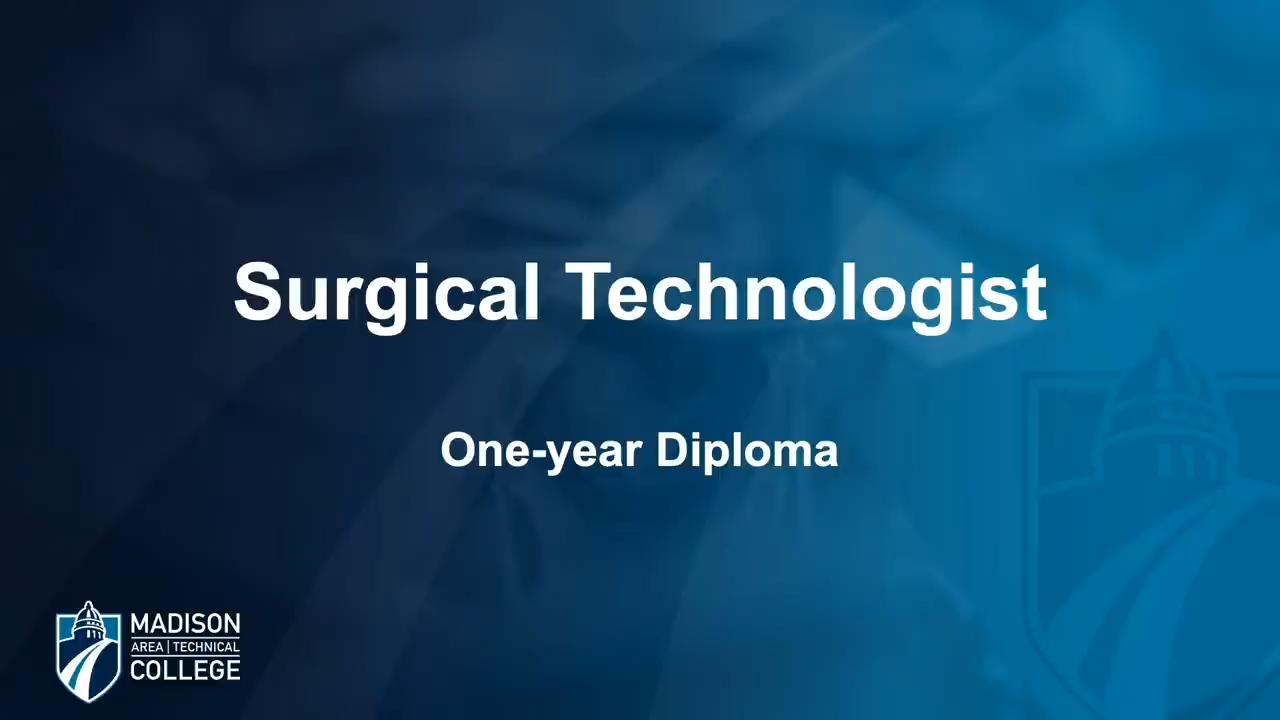 Surgical Technologist
One-year Diploma
MADISON
AREA | TECHNICAL
COLLEGE